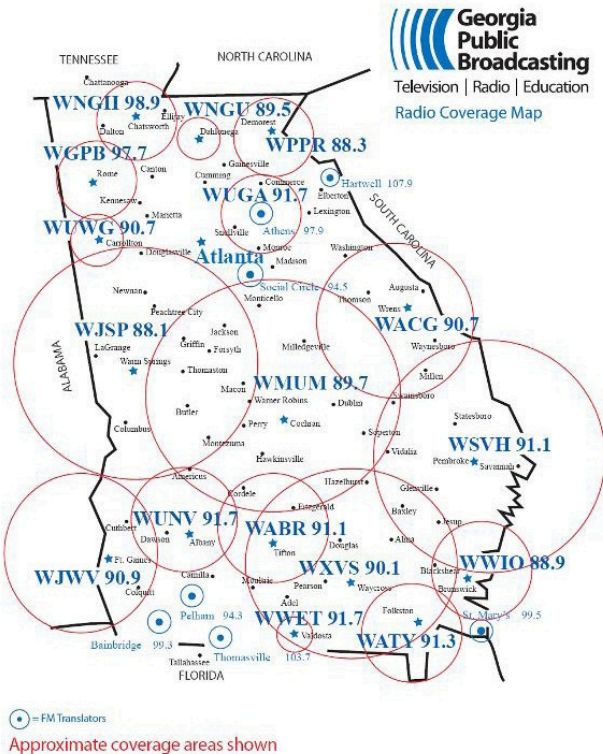 Georgia
Public
Broadcasting
Television | Radio | Education
Radio Coverage Map
TENNESSEE
NORTH CAROLINA
Chattanooga
WNGH 98.9
WNGU 89.5
Ellijay
Dalton
Chatsworth
Dahlonega
Demorest
WPPR 88.3
WGPB 97.7
Rome
Canton
Gainesville
Cumming
Commerce
Hartwell 107.9
Elberton
Kennesaw
WUGA 91.7
Marietta
Lexington
WUWG 90.7
Carrollton
Snellville
Athens 97.9
SOUTH CAROLINA
Douglasville
Atlanta
Monroe
Washington
Madison
Social Circle 94.5
Newnan
Monticello
Thomson
Augusta
Peachtree City
Wrens
WACG 90.7
WJSP 88.1
Jackson
Griffin
Milledgeville
Waynesboro
LaGrange
Forsyth
ALABAMA
Warm Springs
Thomaston
WMUM 89.7
Millen
Macon
Butler
Warner Robins
Dublin
Swainsboro
Statesboro
Columbus
Perry
Cochran
Soperton
WSVH 91.1
Montezuma
Vidalia
Pembroke
Savannah
Hawkinsville
Americus
Cordele
Hazelhurst
Glenville
WUNV 91.7
Fitzgerald
Baxley
Cuthbert
Dawson
Albany
WABR 91.1
Tifton
Douglas
Alma
Jesup
WJWV 90.9
Ft. Gaines
WXVS 90.1
Blackshear
WWIO 88.9
Colquitt
Camilla
Moultrie
Pearson
Waycross
Brunswick
Pelham 94.3
Adel
WWET 91.7
Folkston
St. Mary's 99.5
Bainbridge 99.3
Valdosta
WATY 91.3
Thomasville 103.7
Tallahassee
FLORIDA
= FM Translators
Approximate coverage areas shown